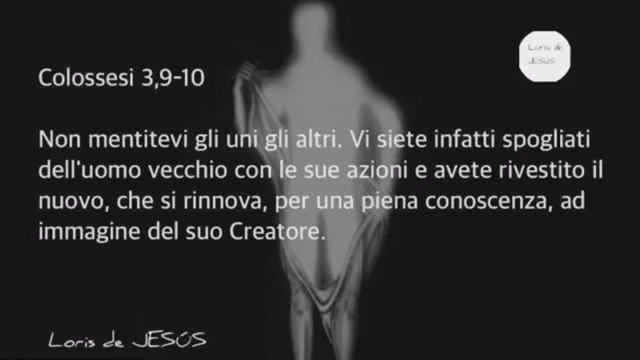 Loris de
JESÚS
Colossesi 3,9-10
Non mentitevi gli uni gli altri. Vi siete infatti spogliati
dell'uomo vecchio con le sue azioni e avete rivestito il
nuovo, che si rinnova, per una piena conoscenza, ad
immagine del suo Creatore.
Loris de JESÚS